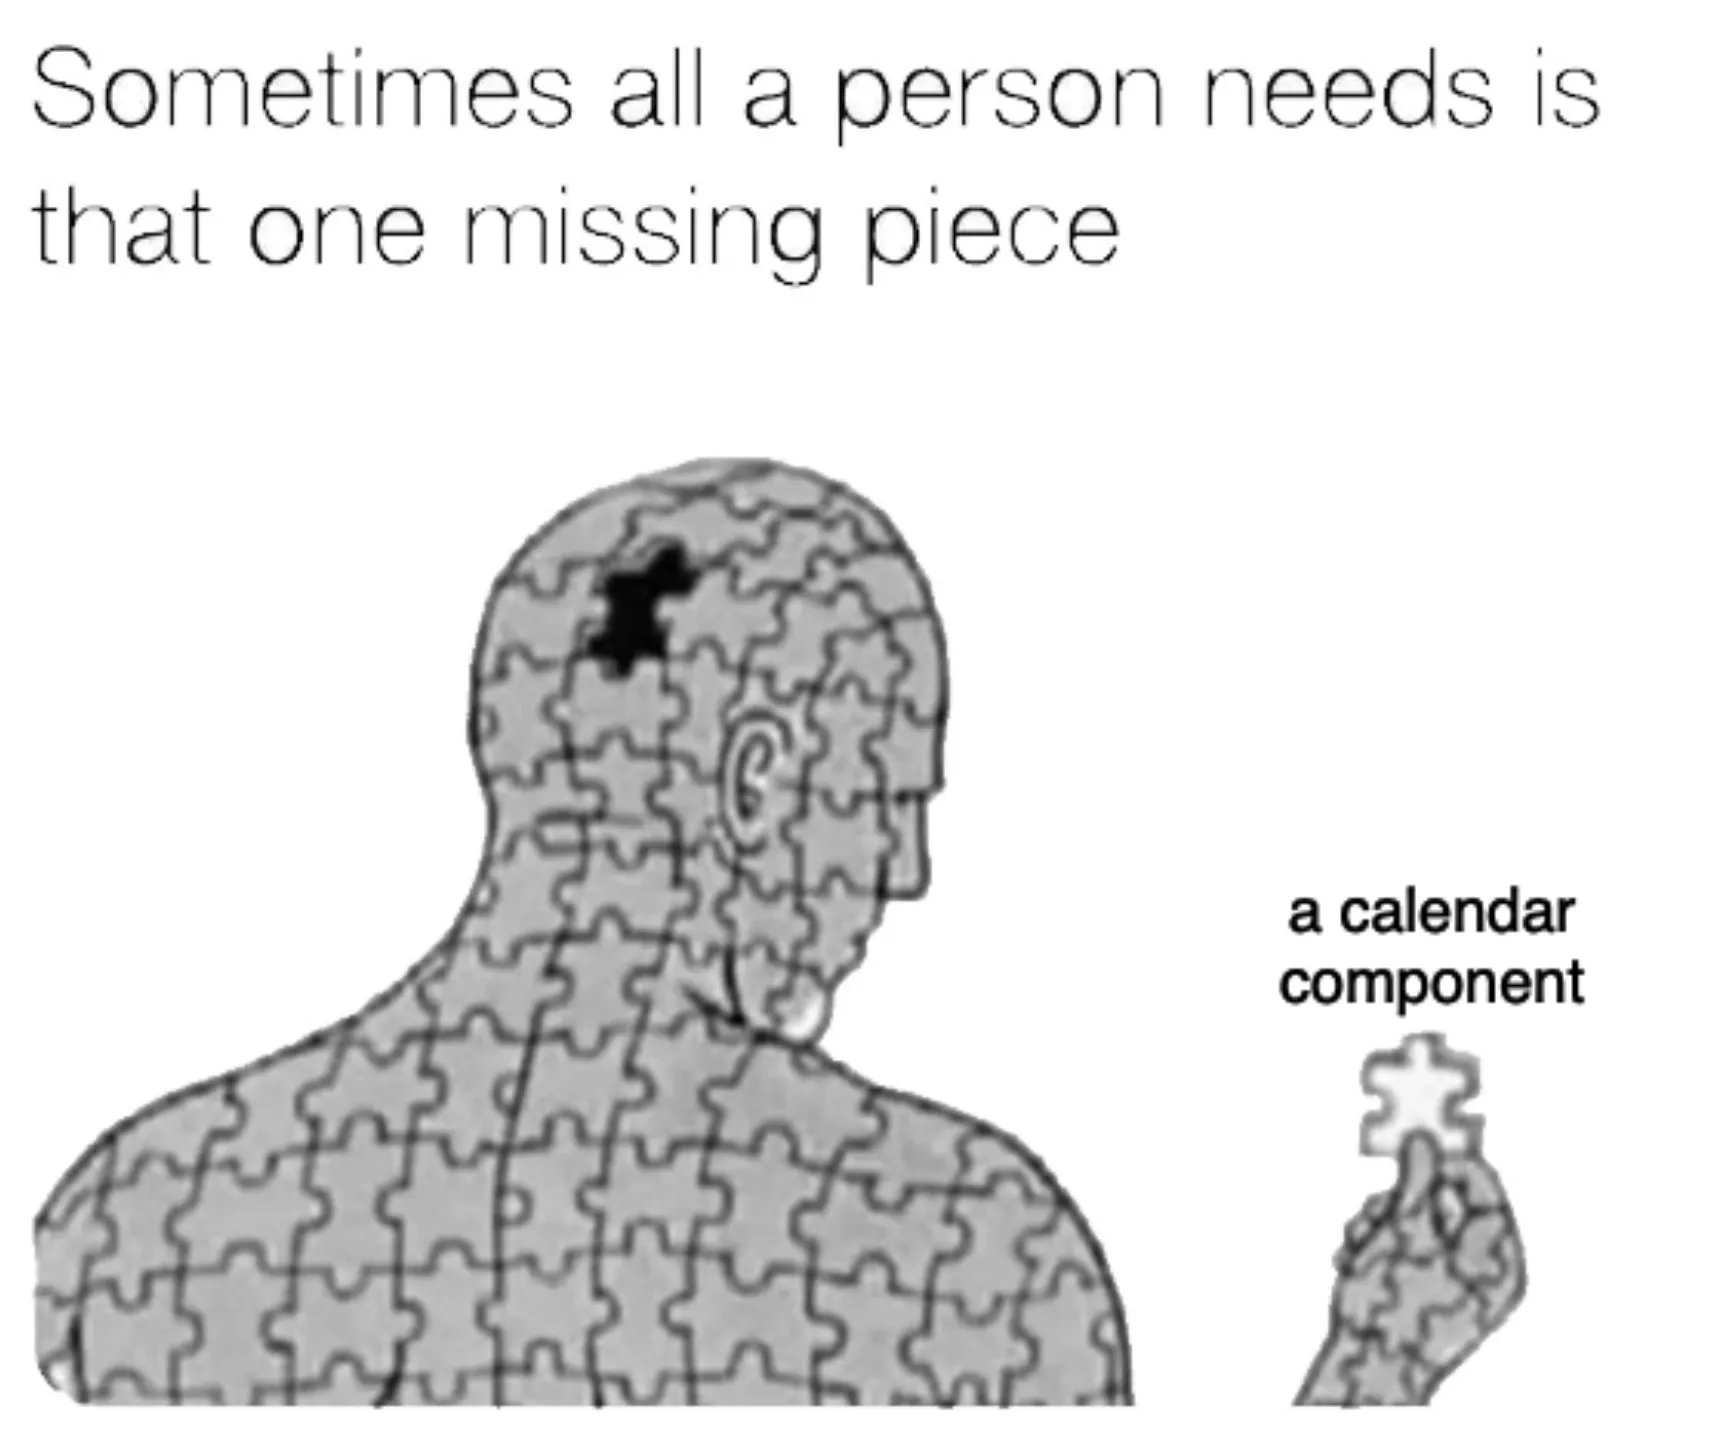 Sometimes all a person needs is
that one missing piece
a calendar
component